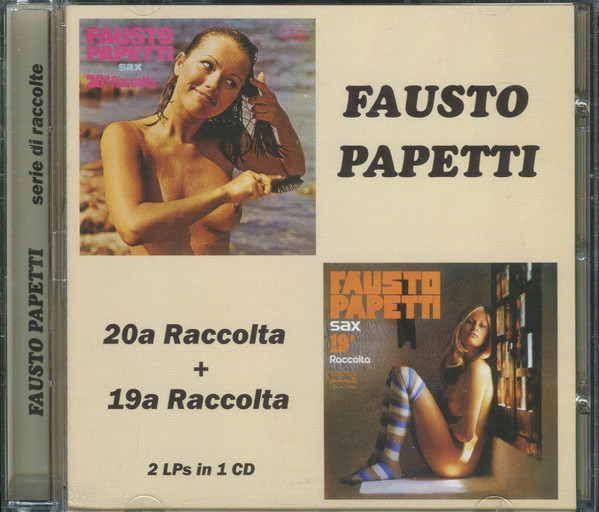 FAUSTO PAPETTI serie di raccolte
FAUSTO
PAPETTI
sax
20a Raccolta
FAUSTO
PAPETTI
20a Raccolta
+
19a Raccolta
2 LPs in 1 CD
FAUSTO
PAPETTI
sax
19a
Raccolta